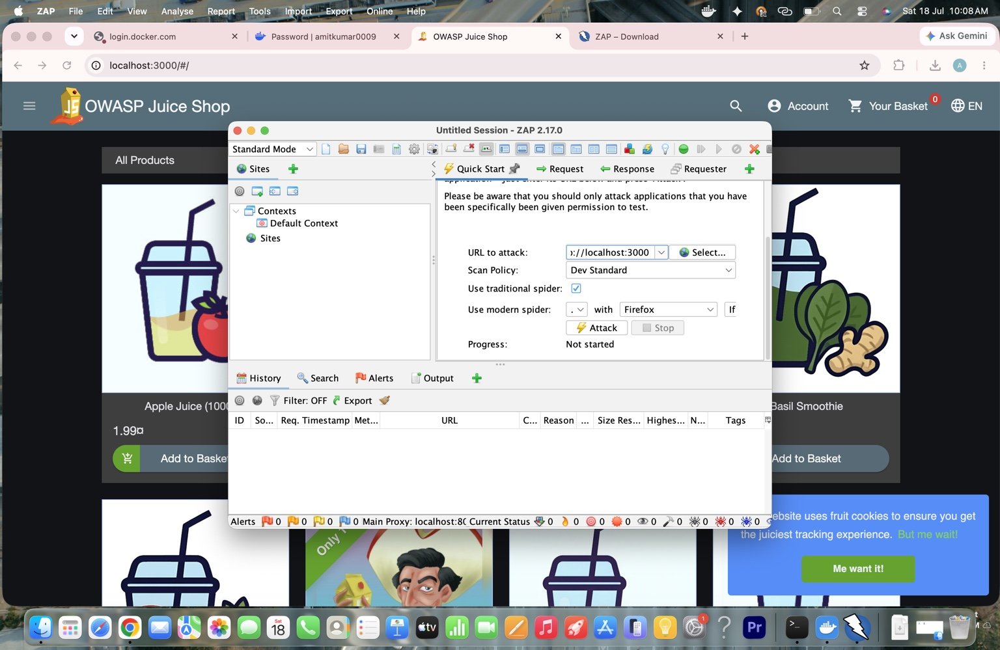 ZAP File Edit View Analyse Report Tools Import Export Online Help
Sat 18 Jul 10:08 AM
login.docker.com
Password | amitkumar0009
OWASP Juice Shop
ZAP – Download
Ask Gemini
localhost:3000/#/
A
JS
OWASP Juice Shop
Account
Your Basket
0
EN
All Products
Untitled Session - ZAP 2.17.0
Standard Mode
Sites
Quick Start
Request
Response
Requester
Please be aware that you should only attack applications that you have
been specifically been given permission to test.
Contexts
Default Context
Sites
URL to attack:
://localhost:3000
Select...
Scan Policy:
Dev Standard
Use traditional spider:
Use modern spider:
with
Firefox
If
Attack
Stop
Progress:
Not started
History
Search
Alerts
Output
Filter: OFF
Export
ID
So...
Req. Timestamp
Met...
URL
C...
Reason
...
Size Res...
Highes...
N...
Tags
Alerts 0 0 0 0 Main Proxy: localhost:80 Current Status 0 0 0 0 0 0 0 0 0
Apple Juice (1000
1.99¤
Add to Baske
Basil Smoothie
Add to Basket
Only 1
ebsite uses fruit cookies to ensure you get
the juiciest tracking experience. But me wait!
Me want it!
Sat
18
tv
1
Pr